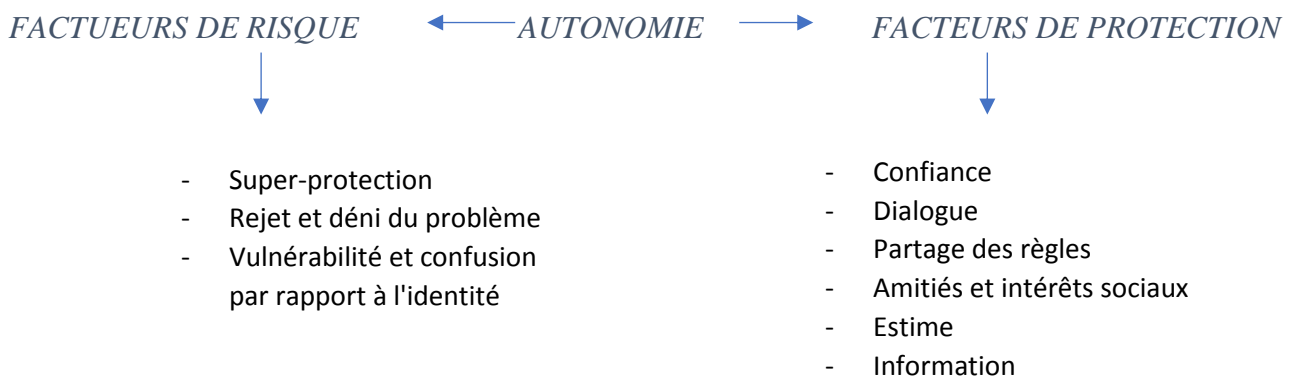 FACTUEURS DE RISQUE AUTONOMIE FACTEURS DE PROTECTION
- Super-protection
- Rejet et déni du problème
- Vulnérabilité et confusion
par rapport à l'identité
- Confiance
- Dialogue
- Partage des règles
- Amitiés et intérêts sociaux
- Estime
- Information